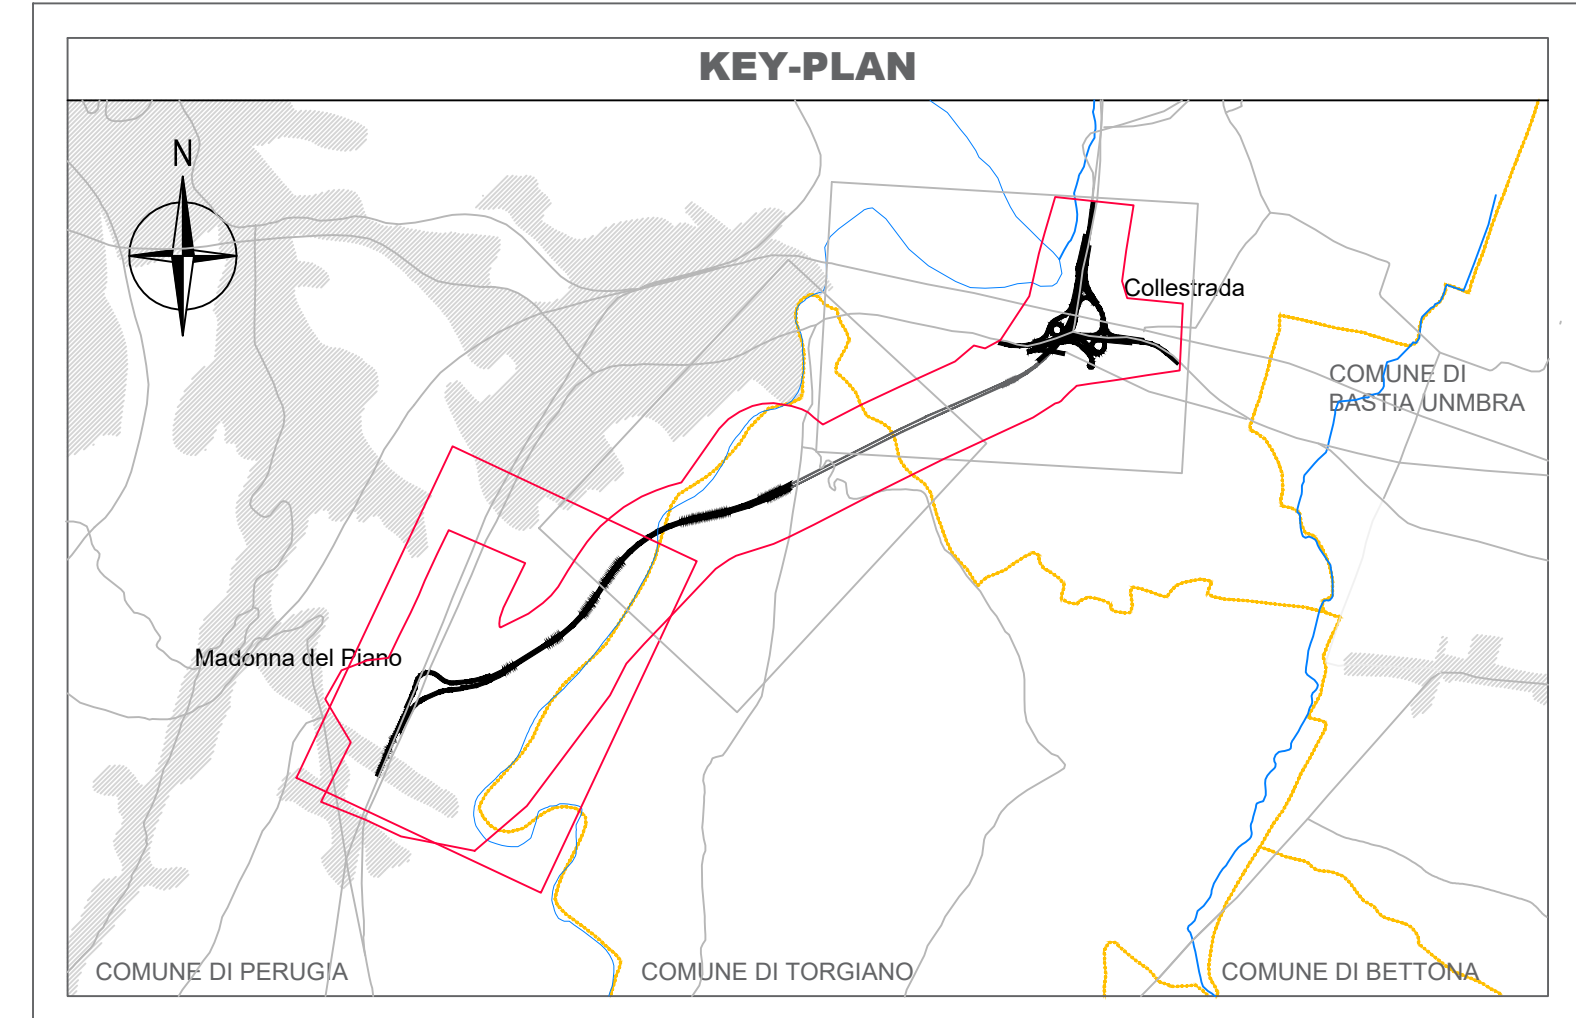 KEY-PLAN
N
Collestrada
COMUNE DI
BASTIA UNMBRA
Madonna del Piano
COMUNE DI PERUGIA
COMUNE DI TORGIANO
COMUNE DI BETTONA